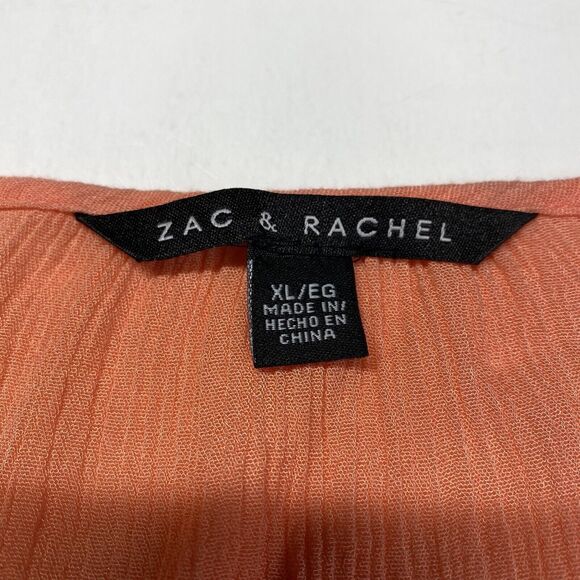 ZAC & RACHEL
XL/EG
MADE IN/
HECHO EN
CHINA